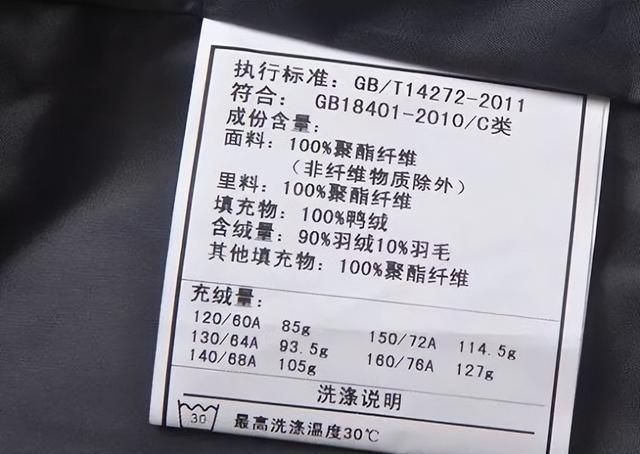 执行标准: GB/T14272-2011
符合: GB18401-2010/C类
成份含量:
面料: 100%聚酯纤维
(非纤维物质除外)
里料: 100%聚酯纤维
填充物: 100%鸭绒
含绒量: 90%羽绒10%羽毛
其他填充物: 100%聚酯纤维
充绒量:
120/60A 85g 150/72A 114.5g
130/64A 93.5g 160/76A 127g
140/68A 105g
洗涤说明
30 最高洗涤温度30℃